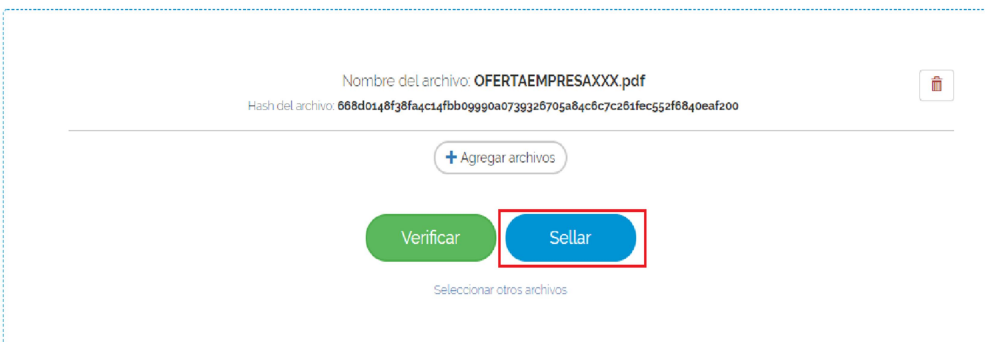 Nombre del archivo: OFERTAEMPRESAXXX.pdf
Hash del archivo: 668d0148f38fa4c14fbb09990a0739326705a84c6c7c261fec552f6840eaf200
+ Agregar archivos
Verificar Sellar
Seleccionar otros archivos